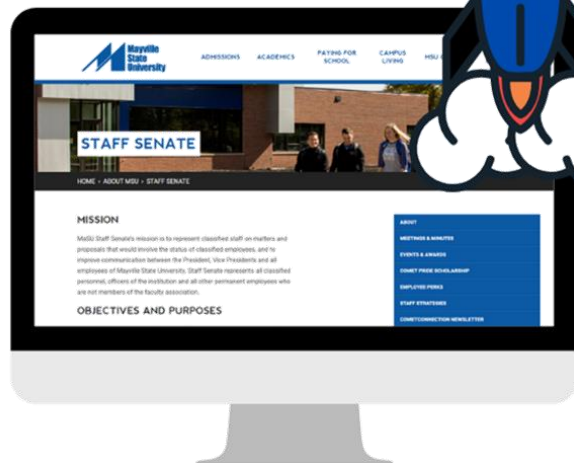 Mayville
State
University
ADMISSIONS ACADEMICS PAYING FOR SCHOOL CAMPUS LIVING MSU
STAFF SENATE
HOME > ABOUT MSU > STAFF SENATE
MISSION
MaSU Staff Senate's mission is to represent classified staff on matters and
proposals that would involve the status of classified employees, and to
improve communication between the President, Vice Presidents and all
employees of Mayville State University. Staff Senate represents all classified
personnel, officers of the institution and all other permanent employees who
are not members of the faculty association.
OBJECTIVES AND PURPOSES
ABOUT
MEETINGS & MINUTES
EVENTS & AWARDS
COMET PRIDE SCHOLARSHIP
EMPLOYEE PERKS
STAFF STRATEGIES
COMETCONNECTION NEWSLETTER